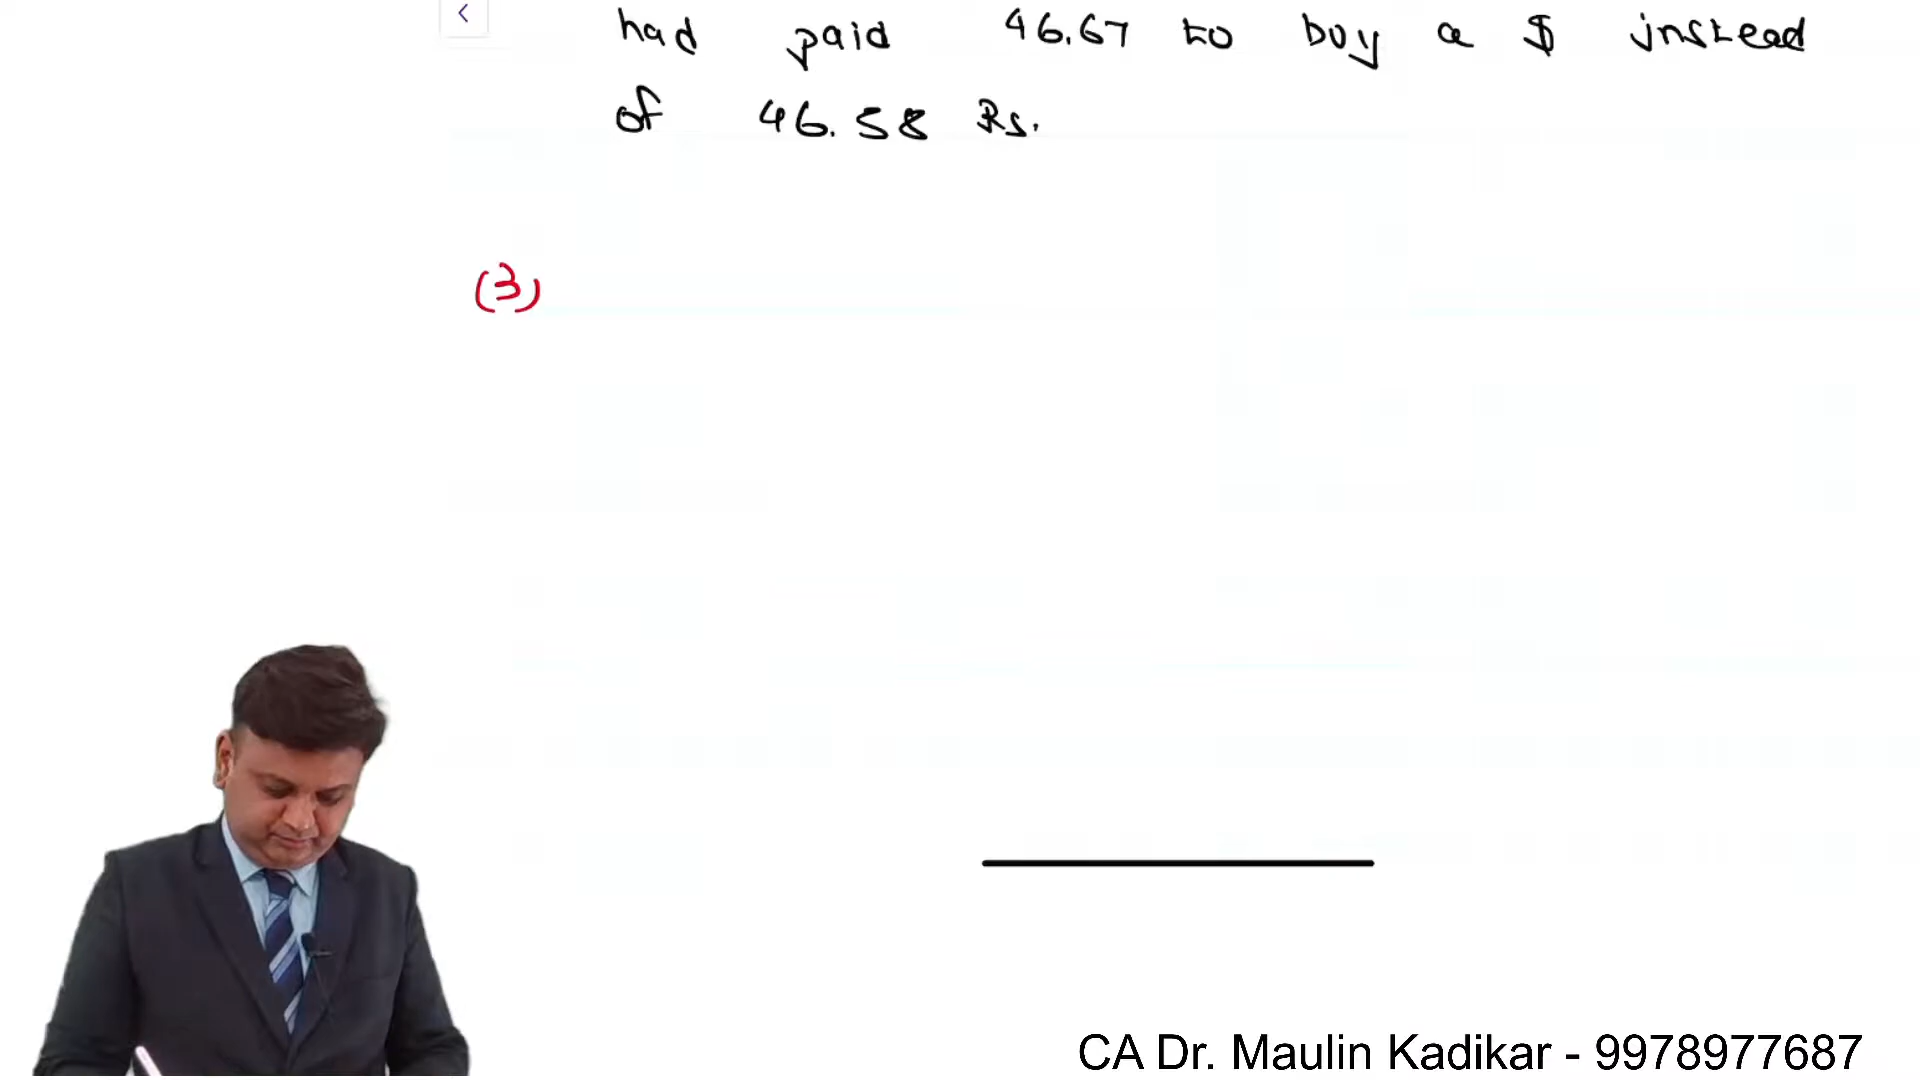 had paid 46.67 to buy a $ instead
of 46.58 Rs.
(3)
CA Dr. Maulin Kadikar - 9978977687